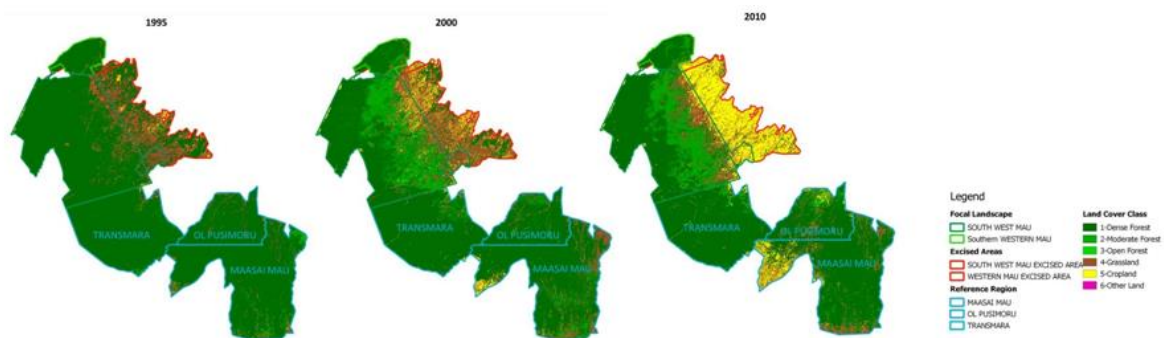 1995
2000
2010
TRANSMARA
OL PUSIMORU
MAASAI MAU
TRANSMARA
OL PUSIMORU
MAASAI MAU
TRANSMARA
OL PUSIMORU
MAASAI MAU
Legend
Focal Landscape
SOUTH WEST MAU
Southern WESTERN MAU
Excised Areas
SOUTH WEST MAU EXCISED AREA
WESTERN MAU EXCISED AREA
Reference Region
MAASAI MAU
OL PUSIMORU
TRANSMARA
Land Cover Class
1-Dense Forest
2-Moderate Forest
3-Open Forest
4-Grassland
5-Cropland
6-Other Land